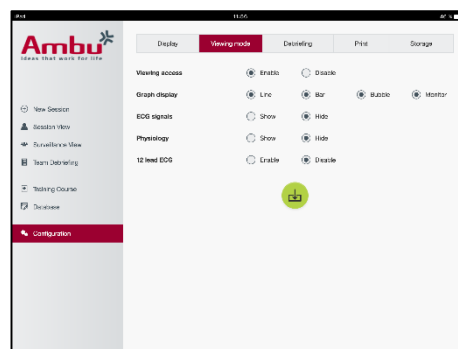 iPad 11:55
Ambu
Ideas that work for life
Display Viewing mode Debriefing Print Storage
Viewing access Enable Disable
Graph display Line Bar Bubble Monitor
New Session
ECG signals Show Hide
Session View
Physiology Show Hide
Surveillance View
12 lead ECG Enable Disable
Team Debriefing
Training Course
Database
Configuration